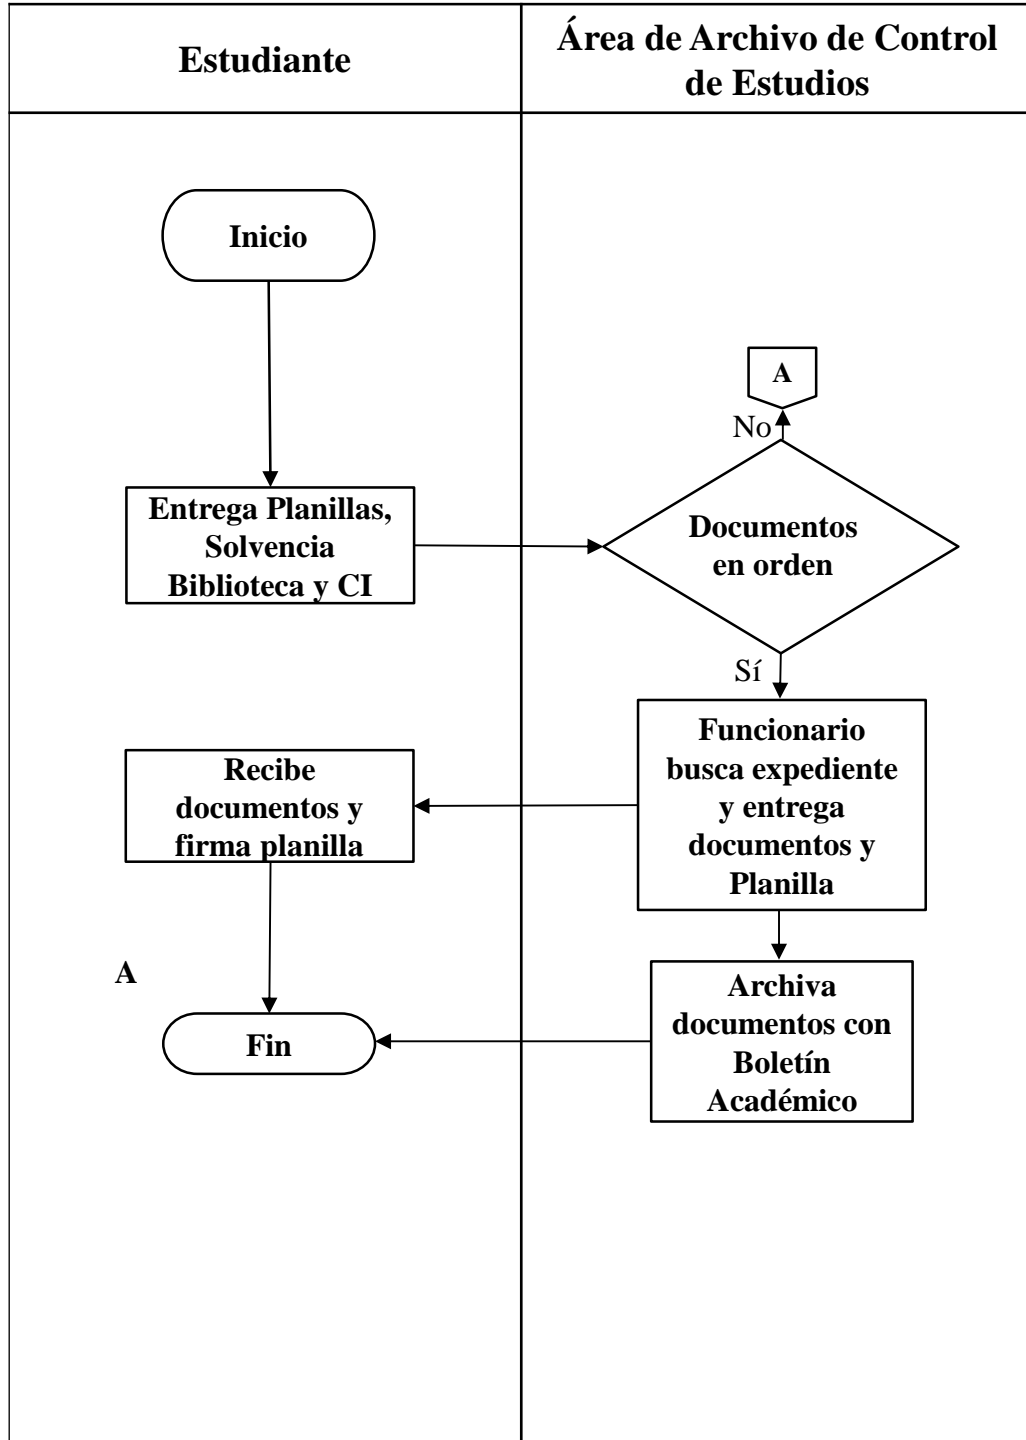 Estudiante
Área de Archivo de Control
de Estudios
Inicio
A
No
Entrega Planillas,
Solvencia
Biblioteca y CI
Documentos
en orden
Sí
Funcionario
busca expediente
y entrega
documentos y
Planilla
Recibe
documentos y
firma planilla
A
Archiva
documentos con
Boletín
Académico
Fin